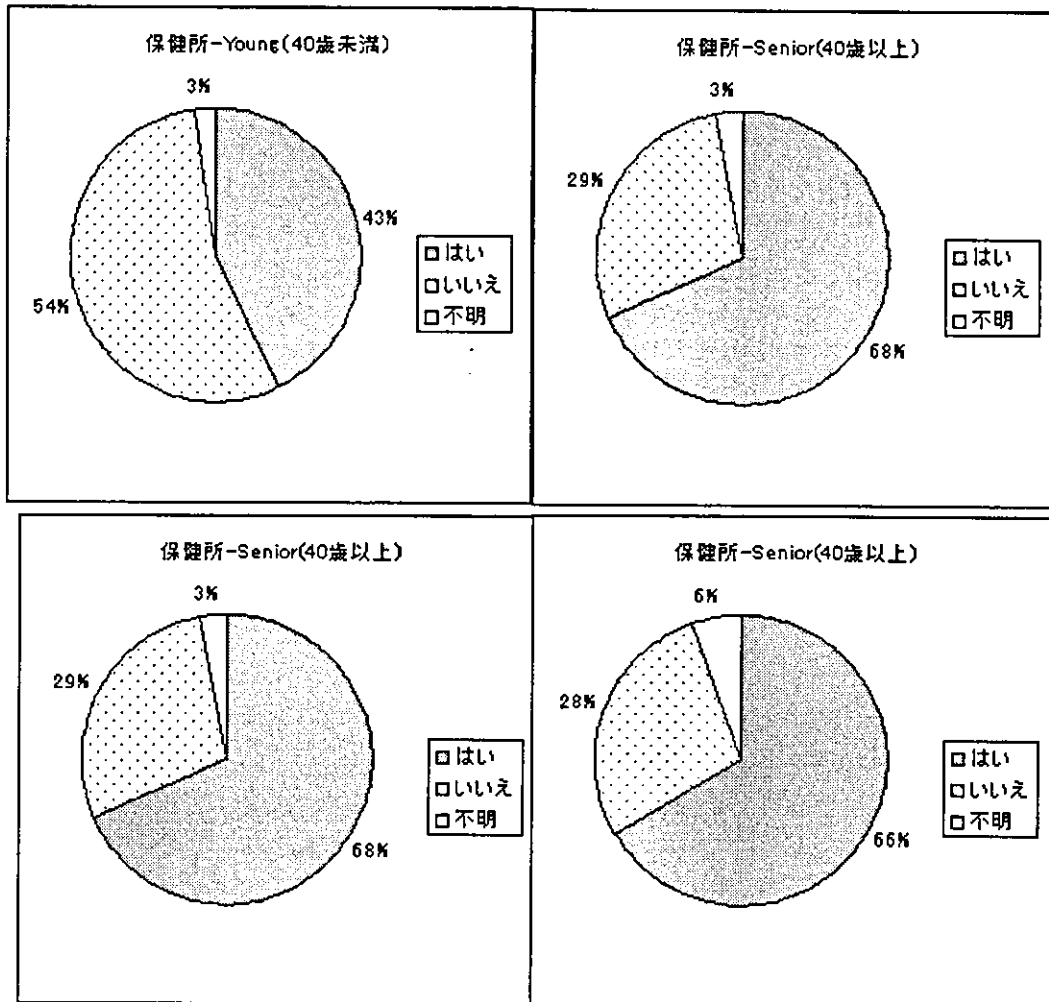 保健所-Young(40歳未満)
3%
43%
54%
はい
いいえ
不明
保健所-Senior(40歳以上)
3%
29%
68%
はい
いいえ
不明
保健所-Senior(40歳以上)
3%
29%
68%
はい
いいえ
不明
保健所-Senior(40歳以上)
6%
28%
66%
はい
いいえ
不明